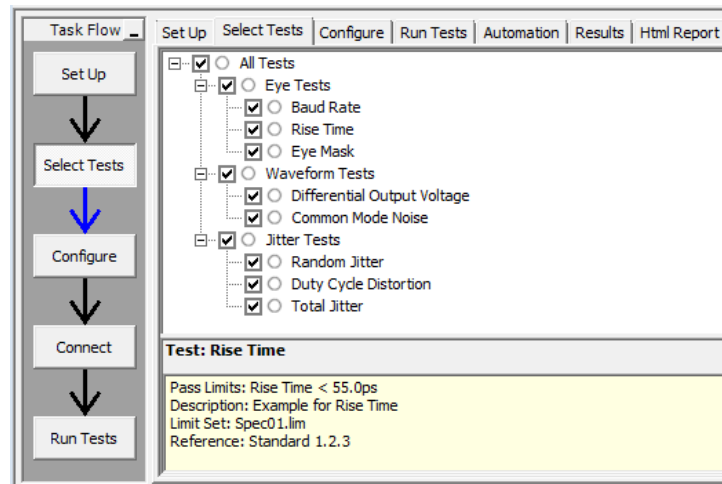 Task Flow
Set Up
Select Tests
Configure
Connect
Run Tests
Set Up Select Tests Configure Run Tests Automation Results Html Report
All Tests
Eye Tests
Baud Rate
Rise Time
Eye Mask
Waveform Tests
Differential Output Voltage
Common Mode Noise
Jitter Tests
Random Jitter
Duty Cycle Distortion
Total Jitter
Test: Rise Time
Pass Limits: Rise Time < 55.0ps
Description: Example for Rise Time
Limit Set: Spec01.lim
Reference: Standard 1.2.3